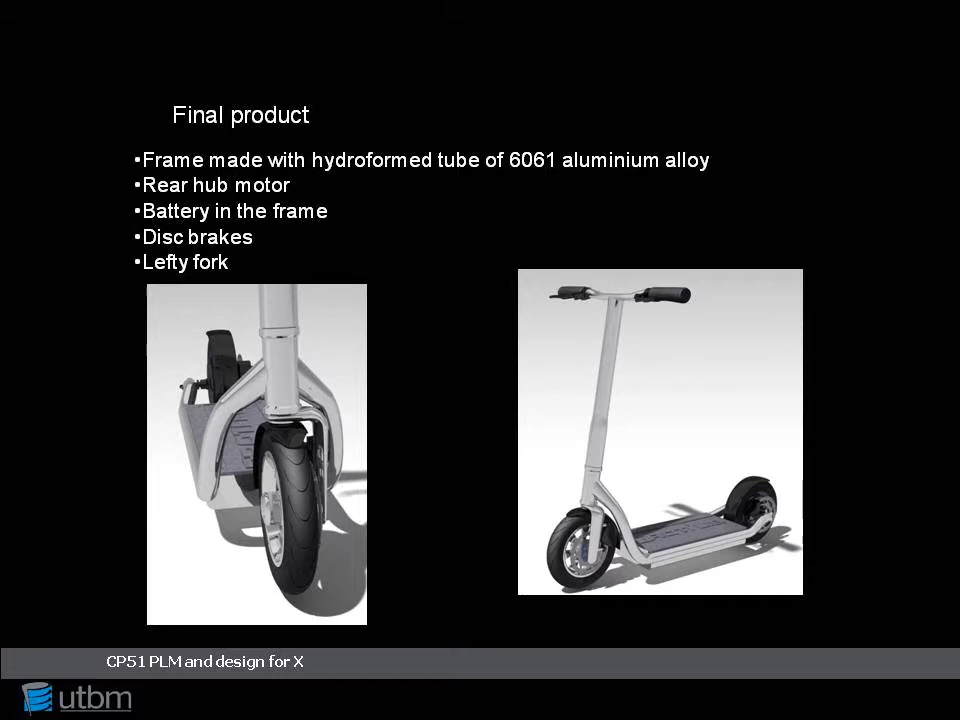 Final product
•Frame made with hydroformed tube of 6061 aluminium alloy
•Rear hub motor
•Battery in the frame
•Disc brakes
•Lefty fork
CP51 PLM and design for X
utbm